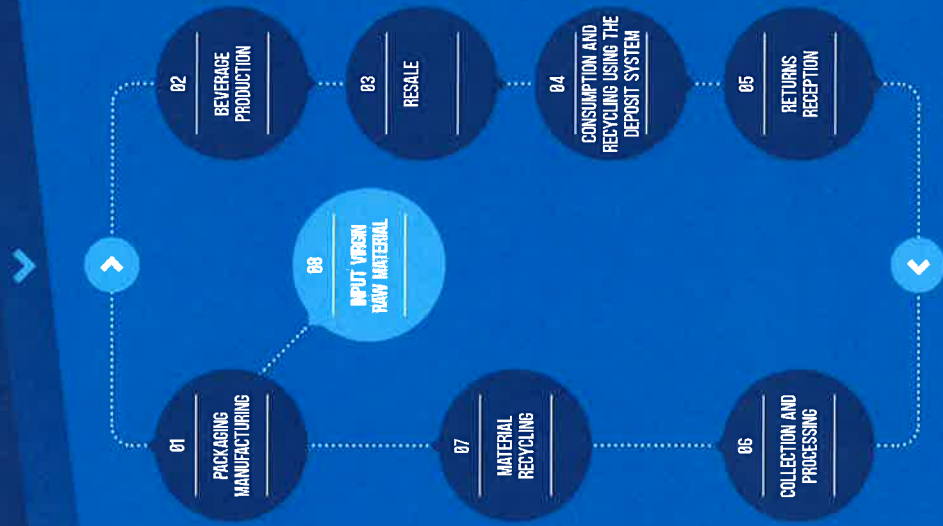 01
PACKAGING
MANUFACTURING
02
BEVERAGE
PRODUCTION
03
RESALE
04
CONSUMPTION AND
RECYCLING USING THE
DEPOSIT SYSTEM
05
RETURNS
RECEPTION
06
COLLECTION AND
PROCESSING
07
MATERIAL
RECYCLING
08
INPUT VIRGIN
RAW MATERIAL